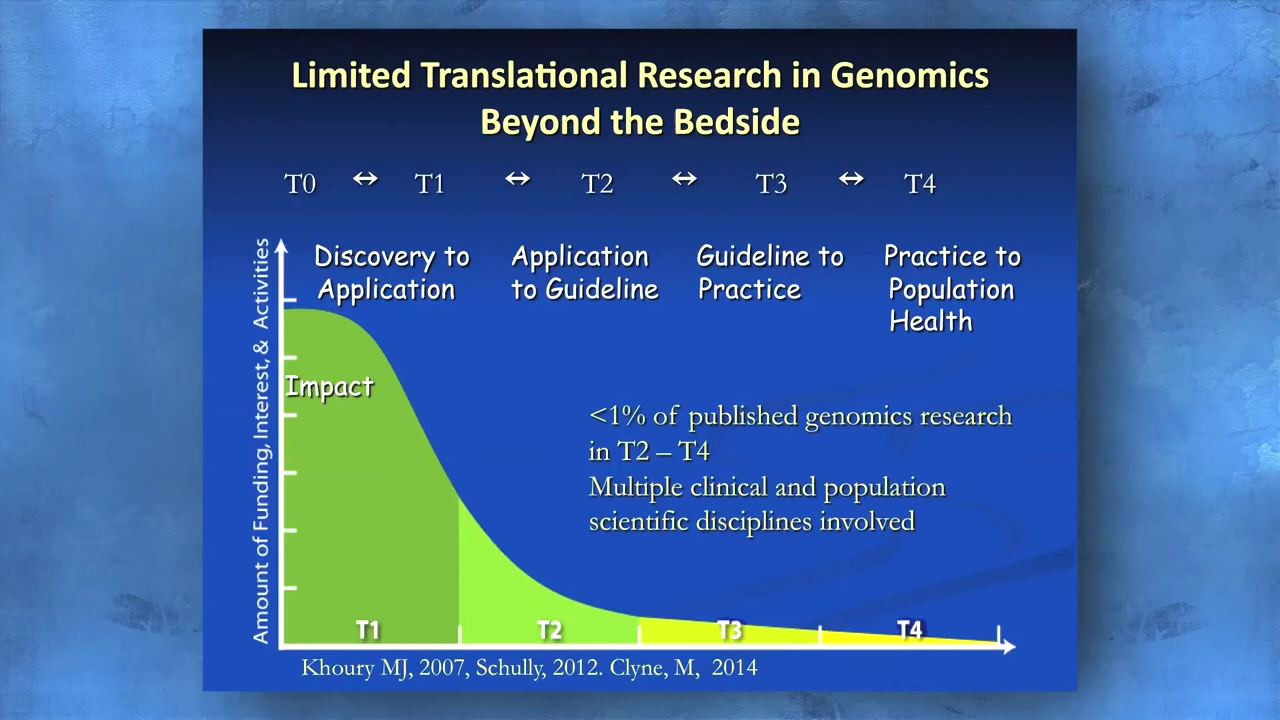 Limited Translational Research in Genomics
Beyond the Bedside
T0 ↔ T1 ↔ T2 ↔ T3 ↔ T4
Discovery to
Application
Application
to Guideline
Guideline to
Practice
Practice to
Population
Health
Amount of Funding, Interest, & Activities
Impact
<1% of published genomics research
in T2 – T4
Multiple clinical and population
scientific disciplines involved
T1 T2 T3 T4
Khoury MJ, 2007, Schully, 2012. Clyne, M, 2014